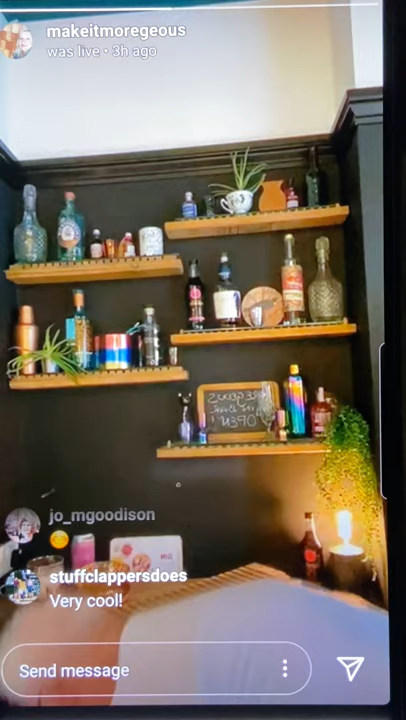 makeitmoregeous
was live • 3h ago
jo_mgoodison
stuffclappersdoes
Very cool!
Send message